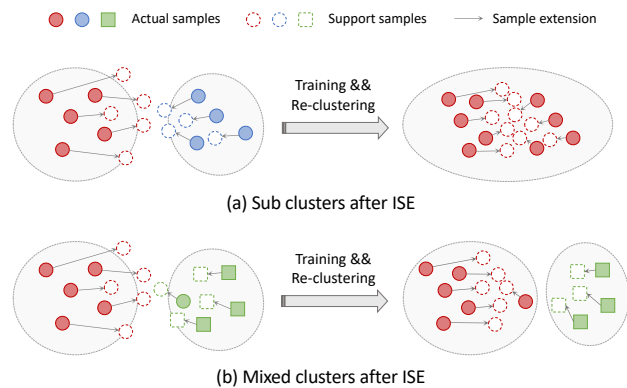 Actual samples Support samples Sample extension
Training &&
Re-clustering
(a) Sub clusters after ISE
Training &&
Re-clustering
(b) Mixed clusters after ISE